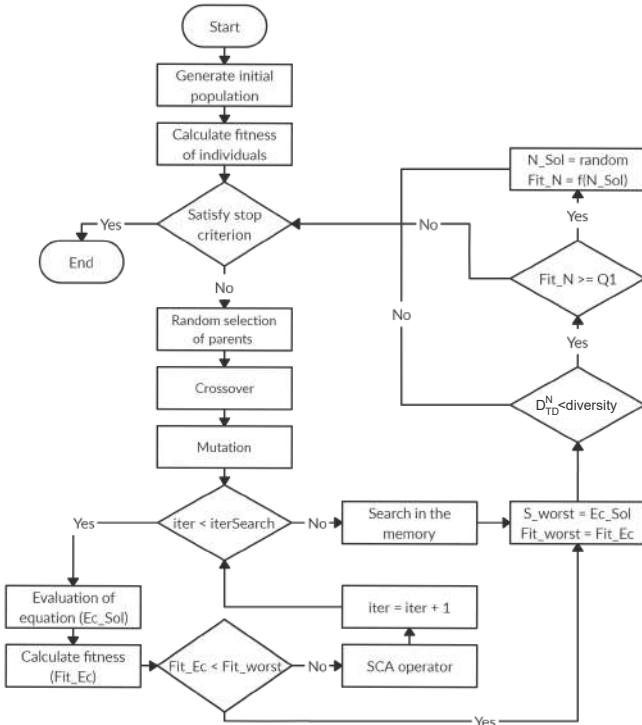 Start
Generate initial
population
Calculate fitness
of individuals
N_Sol = random
Fit_N = f(N_Sol)
Satisfy stop
criterion
Yes
No
Yes
End
Fit_N >= Q1
No
No
Random selection
of parents
Yes
Crossover
D_TD^N<diversity
Mutation
iter < iterSearch
Yes
No
Search in the
memory
S_worst = Ec_Sol
Fit_worst = Fit_Ec
Evaluation of
equation (Ec_Sol)
iter = iter + 1
Calculate fitness
(Fit_Ec)
Fit_Ec < Fit_worst
No
SCA operator
Yes